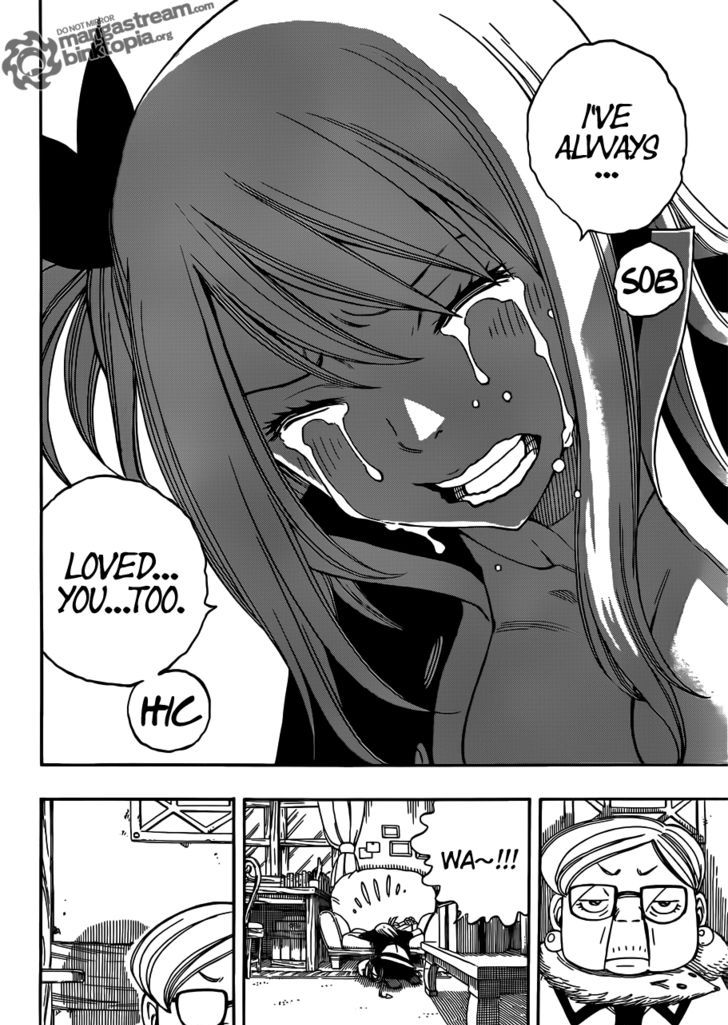 DO NOT MIRROR
mangastream.com
binktopia.org
I'VE
ALWAYS
...
SOB
LOVED...
YOU...TOO.
HIC
WA~!!!